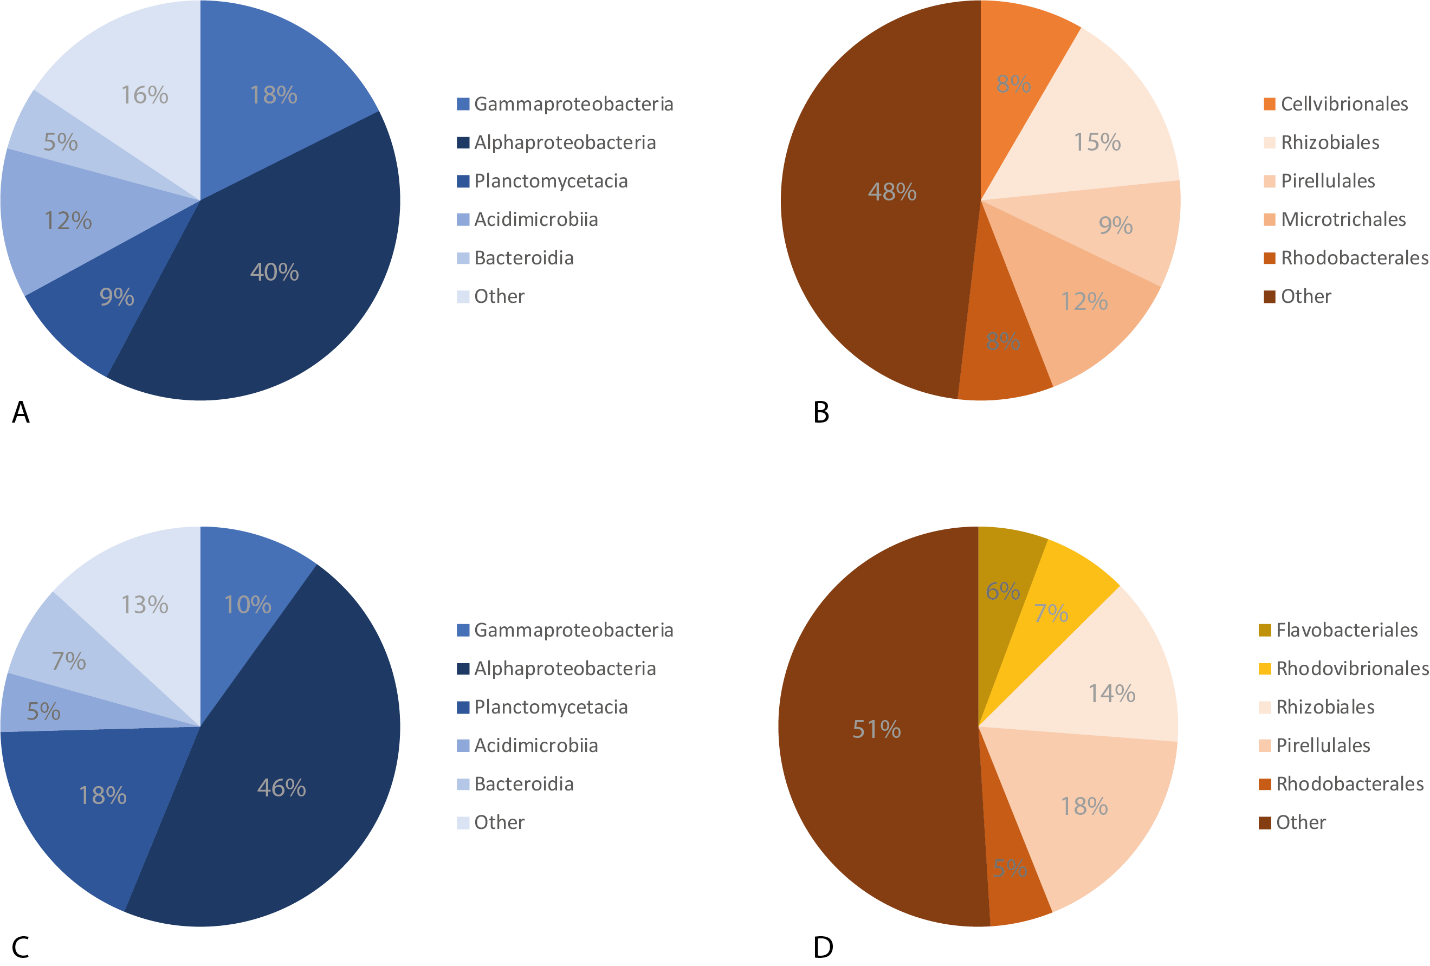 16%
18%
5%
12%
9%
40%
Gammaproteobacteria
Alphaproteobacteria
Planctomycetacia
Acidimicrobiia
Bacteroidia
Other
A
8%
15%
48%
9%
12%
8%
Cellvibrionales
Rhizobiales
Pirellulales
Microtrichales
Rhodobacterales
Other
B
13%
10%
7%
5%
18%
46%
Gammaproteobacteria
Alphaproteobacteria
Planctomycetacia
Acidimicrobiia
Bacteroidia
Other
C
6%
7%
14%
51%
18%
5%
Flavobacteriales
Rhodovibrionales
Rhizobiales
Pirellulales
Rhodobacterales
Other
D